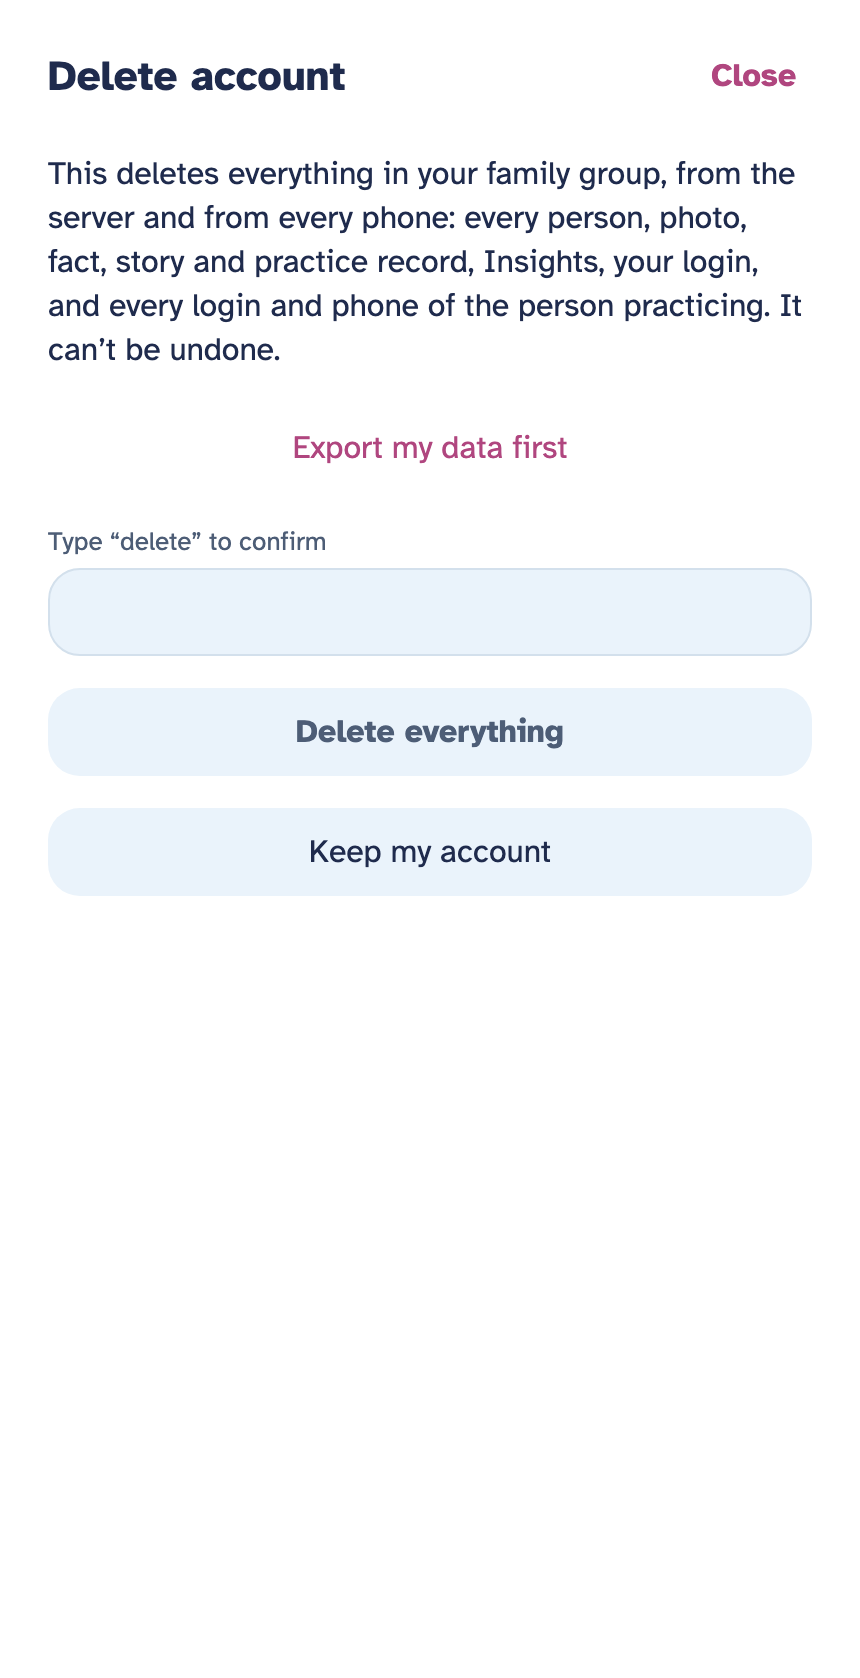 Delete account
Close
This deletes everything in your family group, from the
server and from every phone: every person, photo,
fact, story and practice record, Insights, your login,
and every login and phone of the person practicing. It
can’t be undone.
Export my data first
Type “delete” to confirm
Delete everything
Keep my account